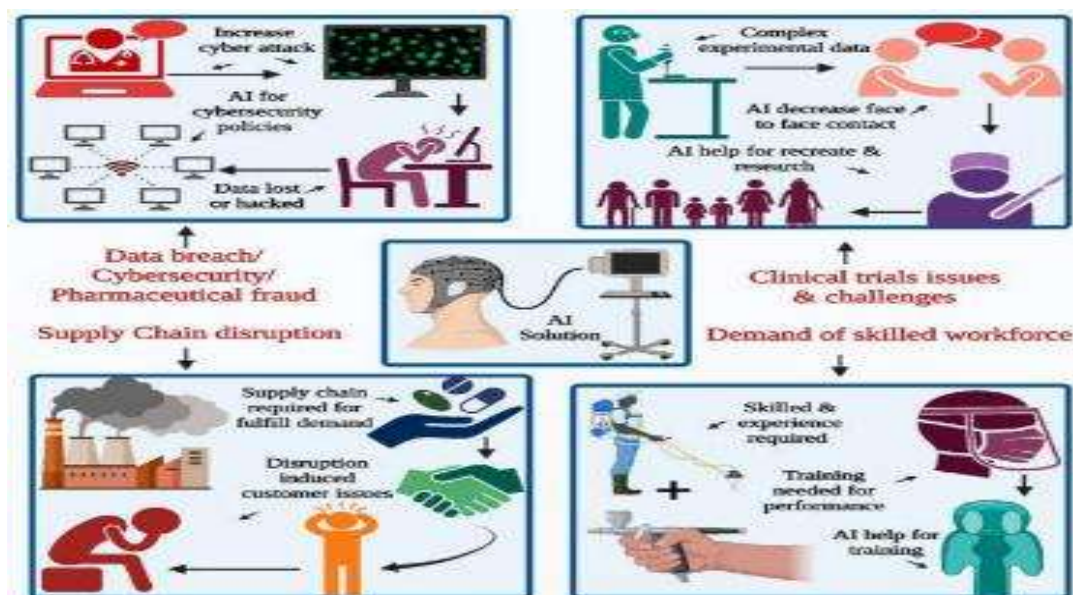 Increase
cyber attack
AI for
cybersecurity
policies
Data lost
or hacked
Complex
experimental data
AI decrease face
to face contact
AI help for recreate &
research
Data breach/
Cybersecurity/
Pharmaceutical fraud
Supply Chain disruption
AI
Solution
Clinical trials issues
& challenges
Demand of skilled workforce
Supply chain
required for
fulfill demand
Disruption
induced
customer issues
Skilled &
experience
required
Training
needed for
performance
AI help for
training